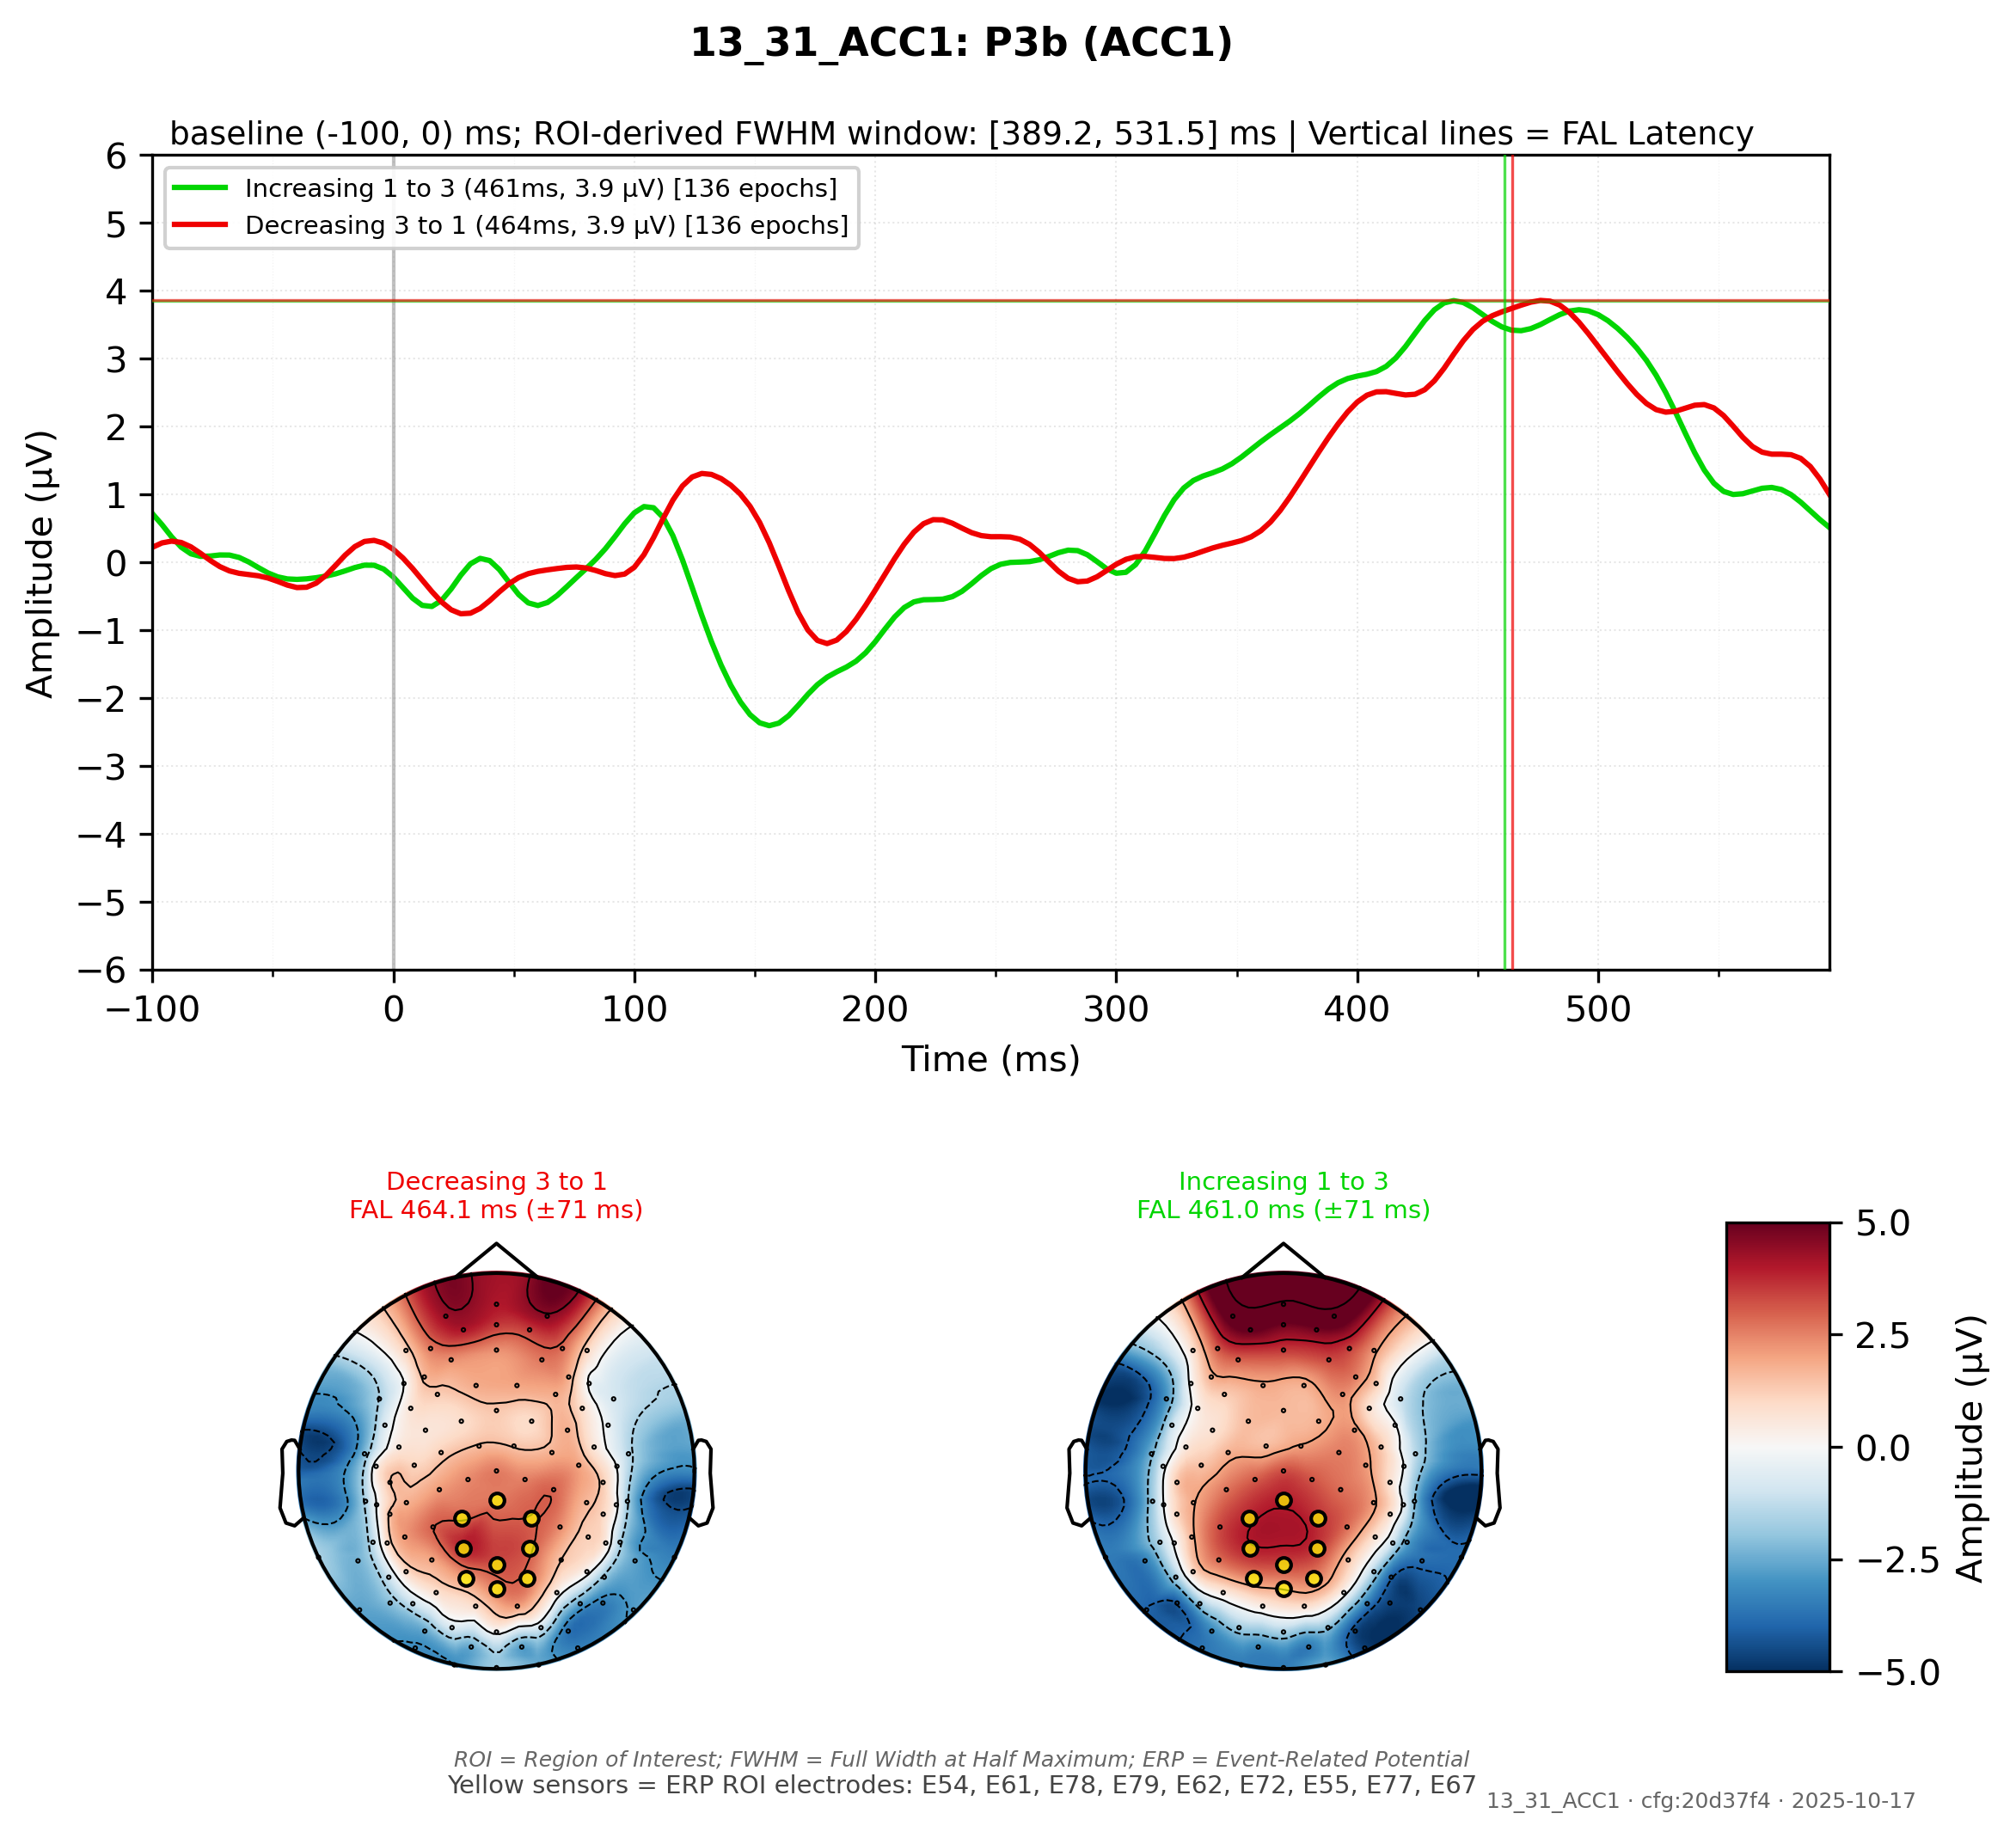 13_31_ACC1: P3b (ACC1)
baseline (-100, 0) ms; ROI-derived FWHM window: [389.2, 531.5] ms | Vertical lines = FAL Latency
Increasing 1 to 3 (461ms, 3.9 µV) [136 epochs]
Decreasing 3 to 1 (464ms, 3.9 µV) [136 epochs]
Amplitude (µV)
6
5
4
3
2
1
0
−1
−2
−3
−4
−5
−6
−100 0 100 200 300 400 500
Time (ms)
Decreasing 3 to 1
FAL 464.1 ms (±71 ms)
Increasing 1 to 3
FAL 461.0 ms (±71 ms)
5.0
2.5
0.0
−2.5
−5.0
Amplitude (µV)
ROI = Region of Interest; FWHM = Full Width at Half Maximum; ERP = Event-Related Potential
Yellow sensors = ERP ROI electrodes: E54, E61, E78, E79, E62, E72, E55, E77, E67
13_31_ACC1 · cfg:20d37f4 · 2025-10-17